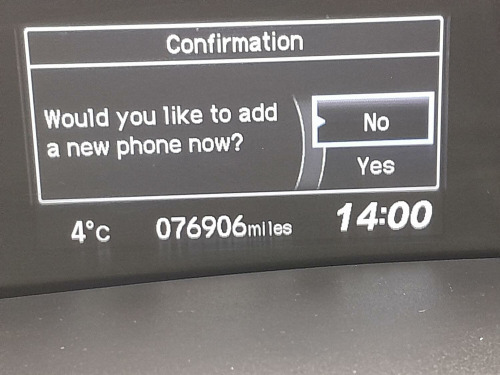 Confirmation
Would you like to add
a new phone now?
No
Yes
4°c 076906miles 14:00